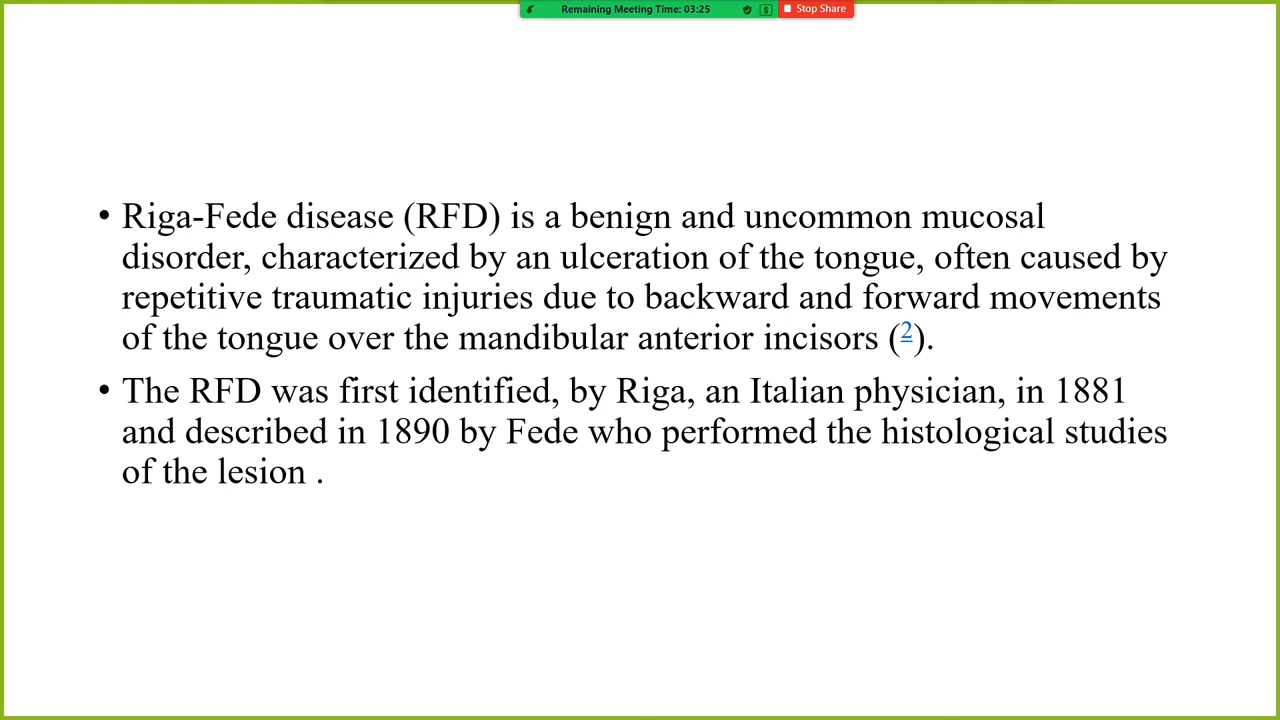 Remaining Meeting Time: 03:25
Stop Share
• Riga-Fede disease (RFD) is a benign and uncommon mucosal
disorder, characterized by an ulceration of the tongue, often caused by
repetitive traumatic injuries due to backward and forward movements
of the tongue over the mandibular anterior incisors (2).
• The RFD was first identified, by Riga, an Italian physician, in 1881
and described in 1890 by Fede who performed the histological studies
of the lesion .